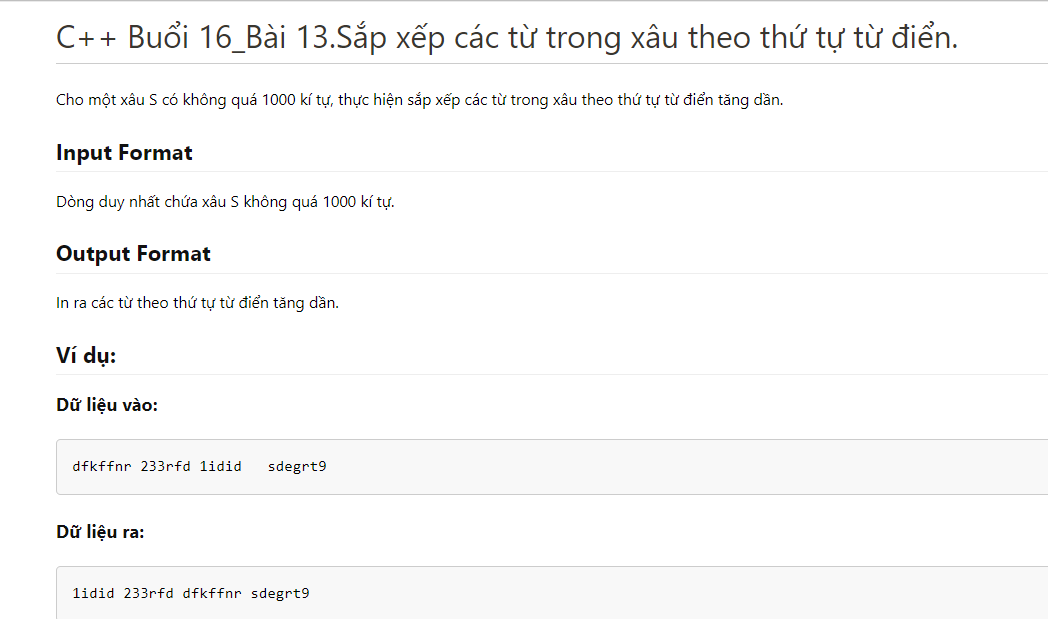 C++ Buổi 16_Bài 13.Sắp xếp các từ trong xâu theo thứ tự từ điển.
Cho một xâu S có không quá 1000 kí tự, thực hiện sắp xếp các từ trong xâu theo thứ tự từ điển tăng dần.
Input Format
Dòng duy nhất chứa xâu S không quá 1000 kí tự.
Output Format
In ra các từ theo thứ tự từ điển tăng dần.
Ví dụ:
Dữ liệu vào:
dfkffnr 233rfd 1idid   sdegrt9
Dữ liệu ra:
1idid 233rfd dfkffnr sdegrt9